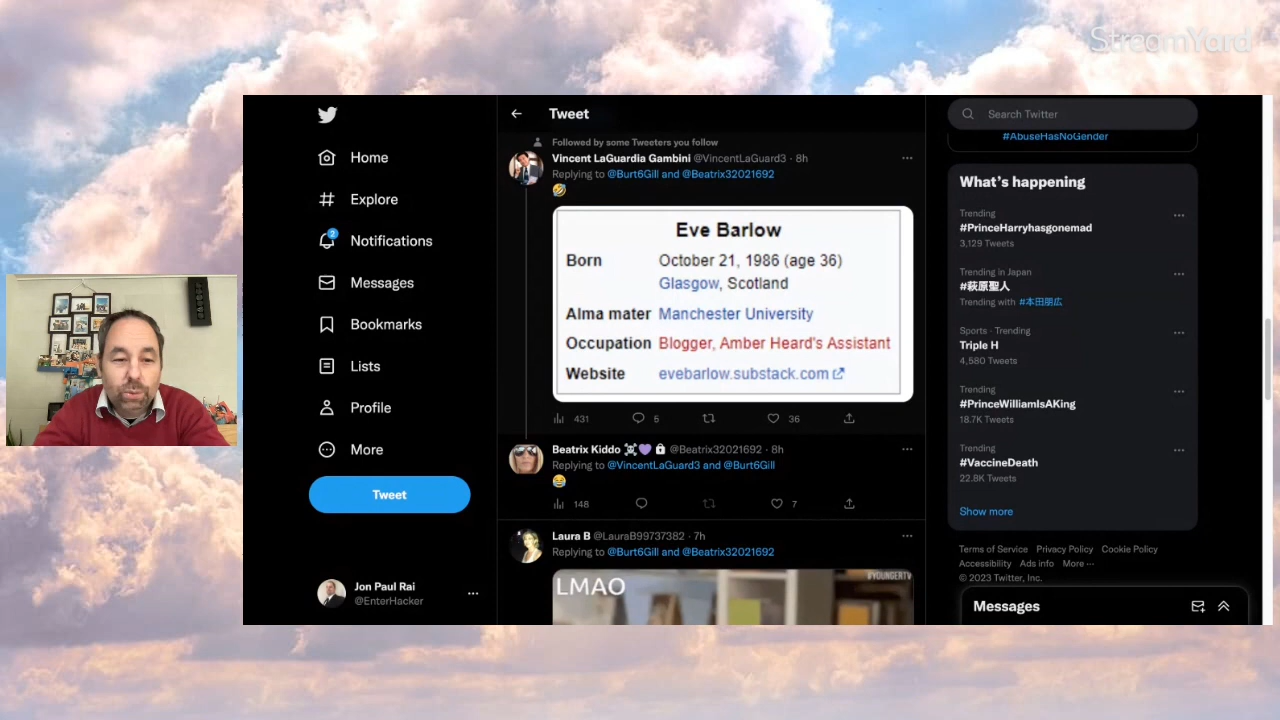 StreamYard
Home
Explore
2
Notifications
Messages
Bookmarks
Lists
Profile
More
Tweet
Jon Paul Rai
@EnterHacker
Tweet
Followed by some Tweeters you follow
Vincent LaGuardia Gambini @VincentLaGuard3 · 8h
Replying to @Burt6Gill and @Beatrix32021692
🤣
Eve Barlow
Born October 21, 1986 (age 36)
Glasgow, Scotland
Alma mater Manchester University
Occupation Blogger, Amber Heard's Assistant
Website evebarlow.substack.com
431 5 36
Beatrix Kiddo ☠️💜 @Beatrix32021692 · 8h
Replying to @VincentLaGuard3 and @Burt6Gill
😂
148 7
Laura B @LauraB99737382 · 7h
Replying to @Burt6Gill and @Beatrix32021692
LMAO
#YOUNGERTV
Search Twitter
#AbuseHasNoGender
What's happening
Trending
#PrinceHarryhasgonemad
3,129 Tweets
Trending in Japan
#萩原聖人
Trending with #本田朋広
Sports · Trending
Triple H
4,580 Tweets
Trending
#PrinceWilliamIsAKing
18.7K Tweets
Trending
#VaccineDeath
22.8K Tweets
Show more
Terms of Service Privacy Policy Cookie Policy
Accessibility Ads info More ···
© 2023 Twitter, Inc.
Messages